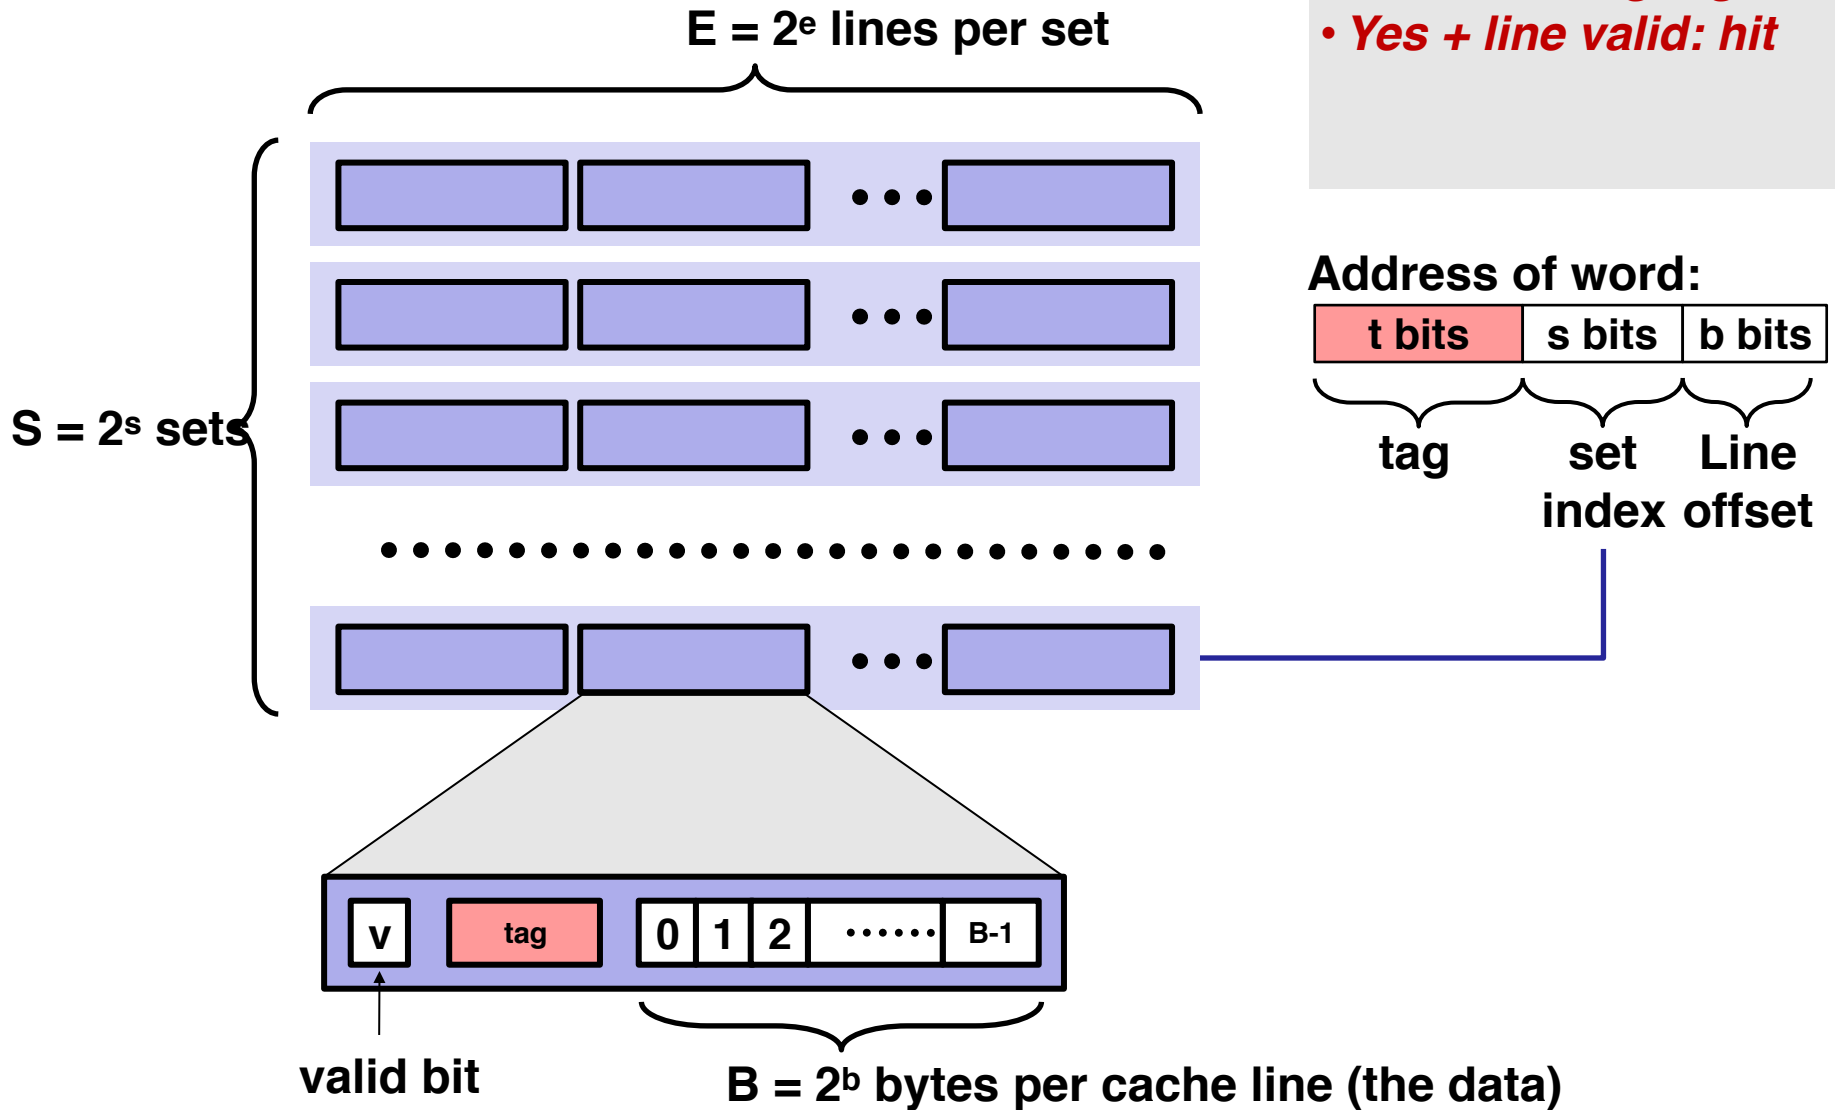 E = 2ᵉ lines per set
• Yes + line valid: hit
Address of word:
t bits s bits b bits
tag set Line
index offset
S = 2ˢ sets
v tag 0 1 2 •••••• B-1
valid bit
B = 2ᵇ bytes per cache line (the data)